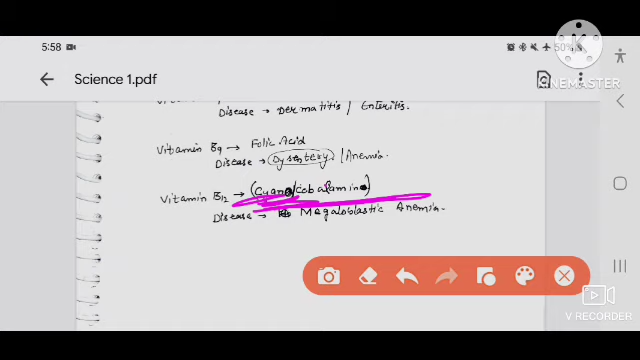 5:58
50%
KINEMASTER
Science 1.pdf
Disease → Dermatitis / Enteritis.
Vitamin B9 → Folic Acid
Disease → Dysentery / Anemia.
Vitamin B12 → (Cyano/cobalamine)
Disease → Megaloblastic Anemia.
V RECORDER